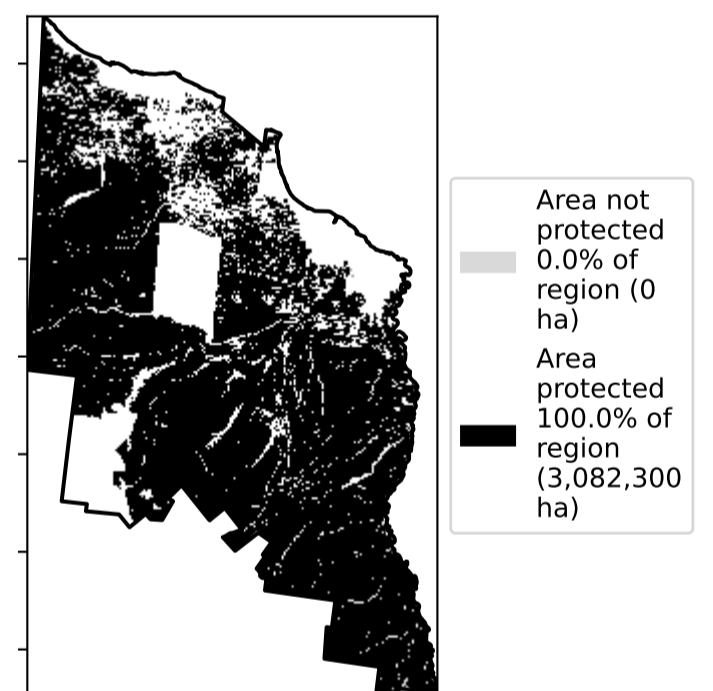 Area not
protected
0.0% of
region (0
ha)
Area
protected
100.0% of
region
(3,082,300
ha)